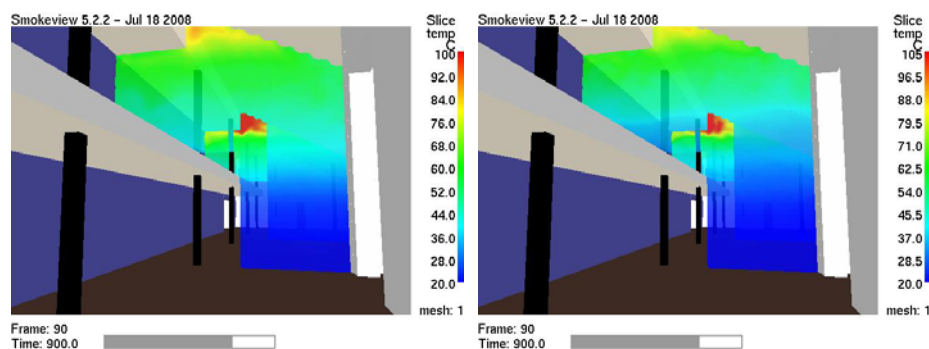 Smokeview 5.2.2 – Jul 18 2008
Slice
temp
C
100
92.0
84.0
76.0
68.0
60.0
52.0
44.0
36.0
28.0
20.0
mesh: 1
Frame: 90
Time: 900.0
Smokeview 5.2.2 – Jul 18 2008
Slice
temp
C
105
96.5
88.0
79.5
71.0
62.5
54.0
45.5
37.0
28.5
20.0
mesh: 1
Frame: 90
Time: 900.0